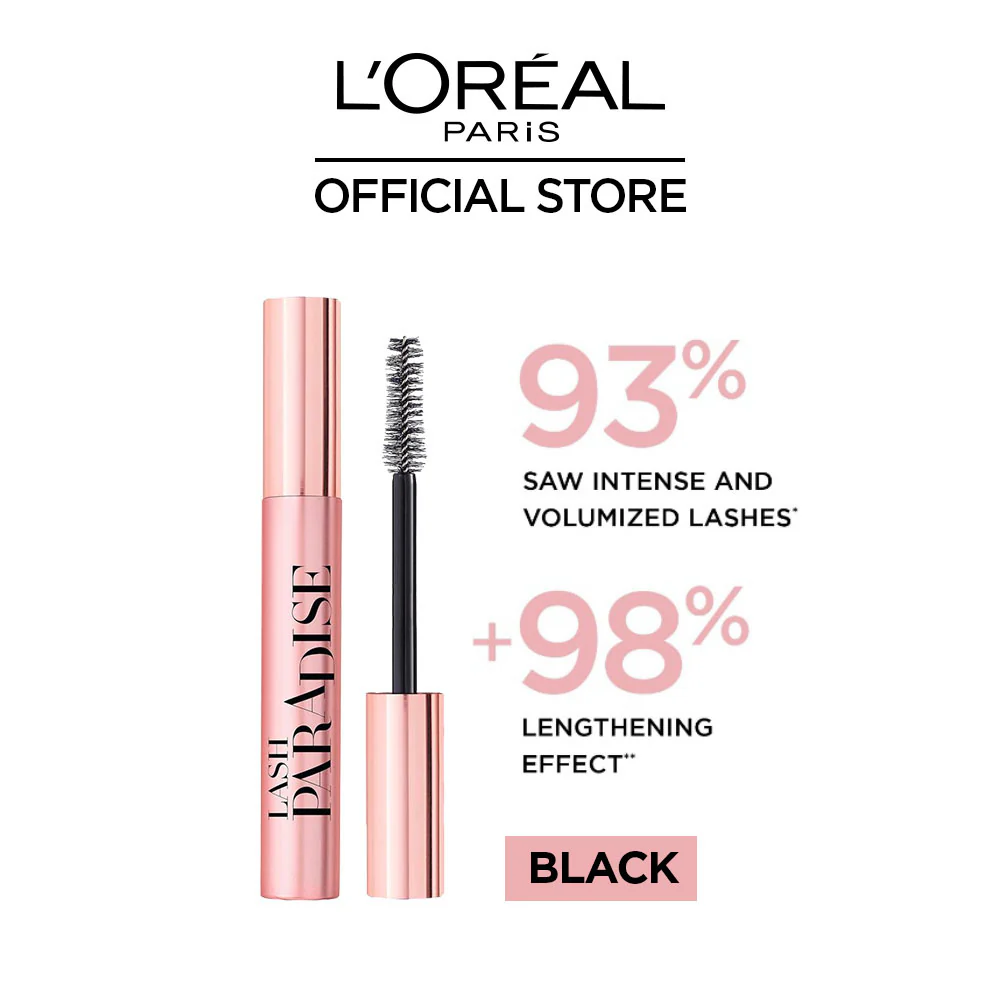 L'ORÉAL
PARiS
OFFICIAL STORE
93%
SAW INTENSE AND
VOLUMIZED LASHES*
+98%
LENGTHENING
EFFECT**
BLACK
LASH
PARADISE